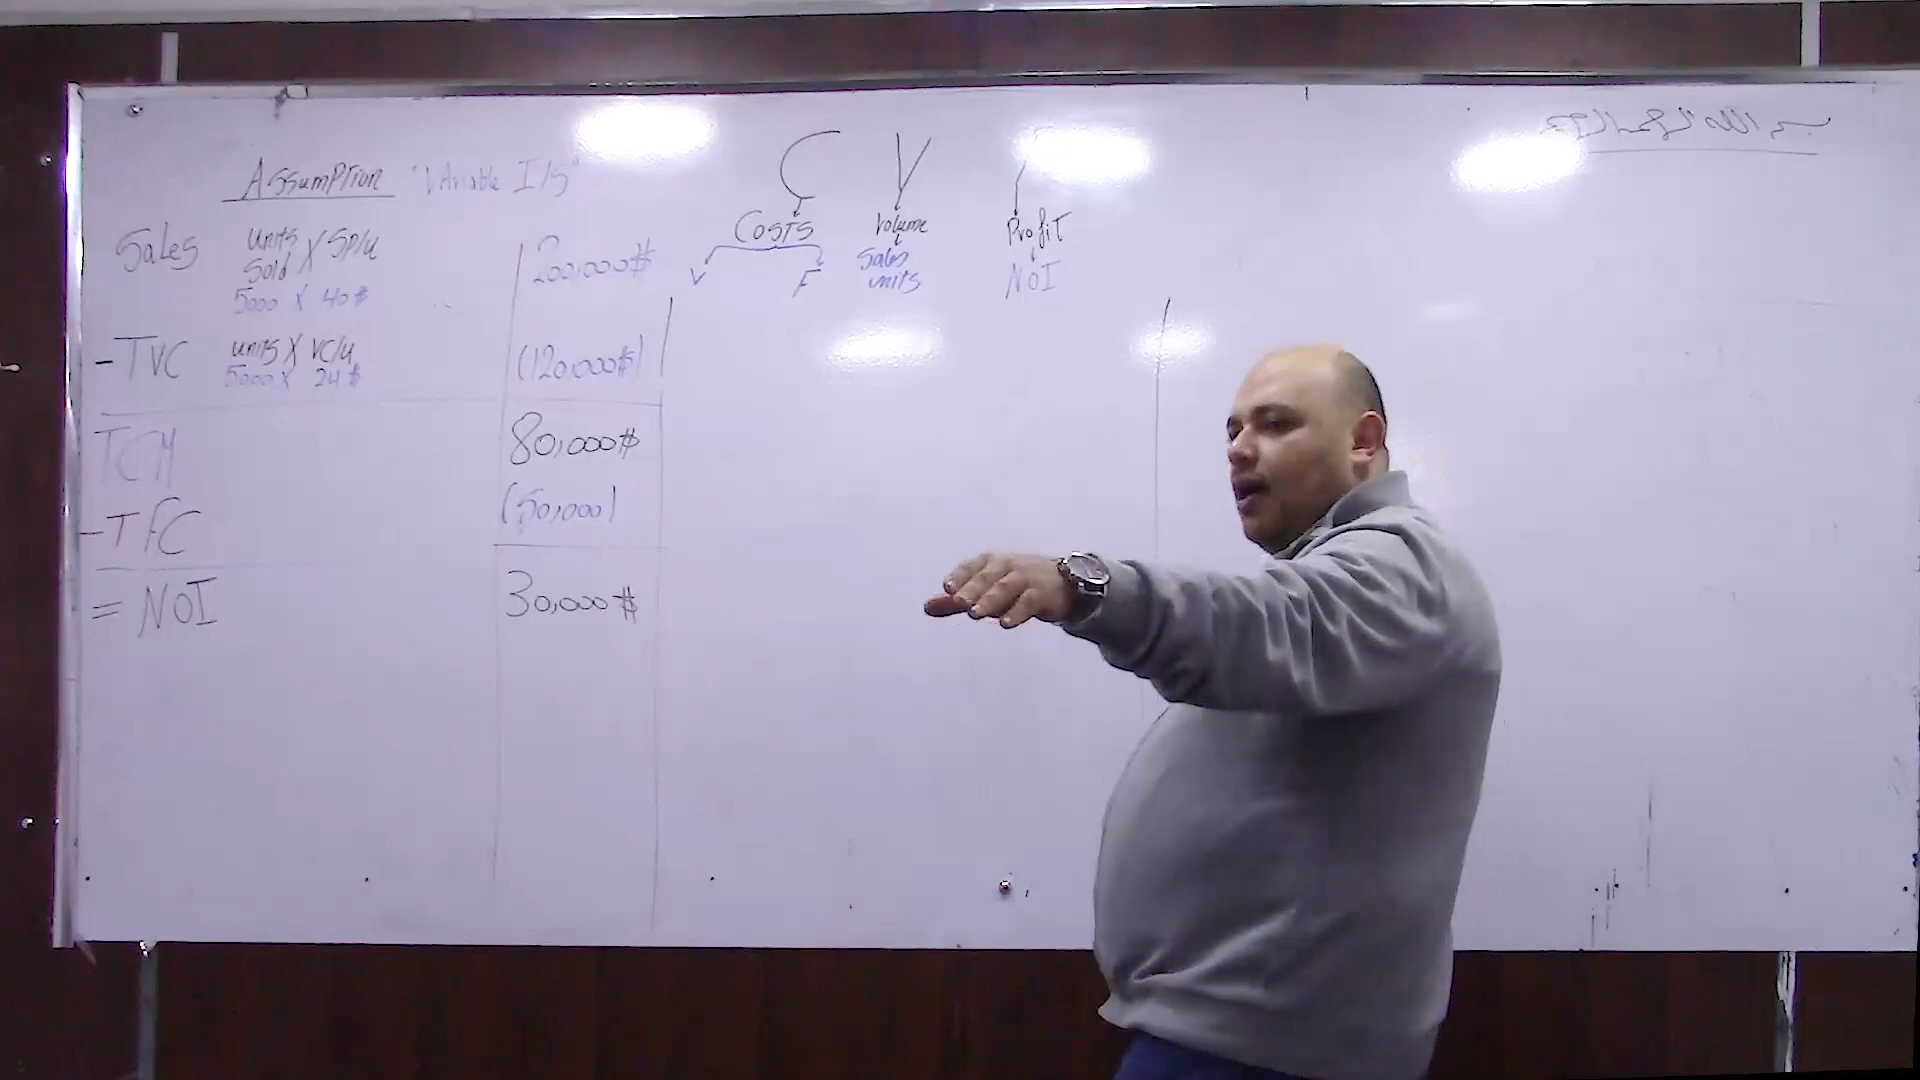 بسم الله الرحمن الرحيم
Assumption "Variable I/S"
C V P
Costs Volume Profit
V F Sales units NOI
Sales units sold X SP/u 200,000$
5000 X 40$
- TVC units X VC/u (120,000$)
5000 X 24$
TCM 80,000$
- TFC (50,000)
= NOI 30,000$